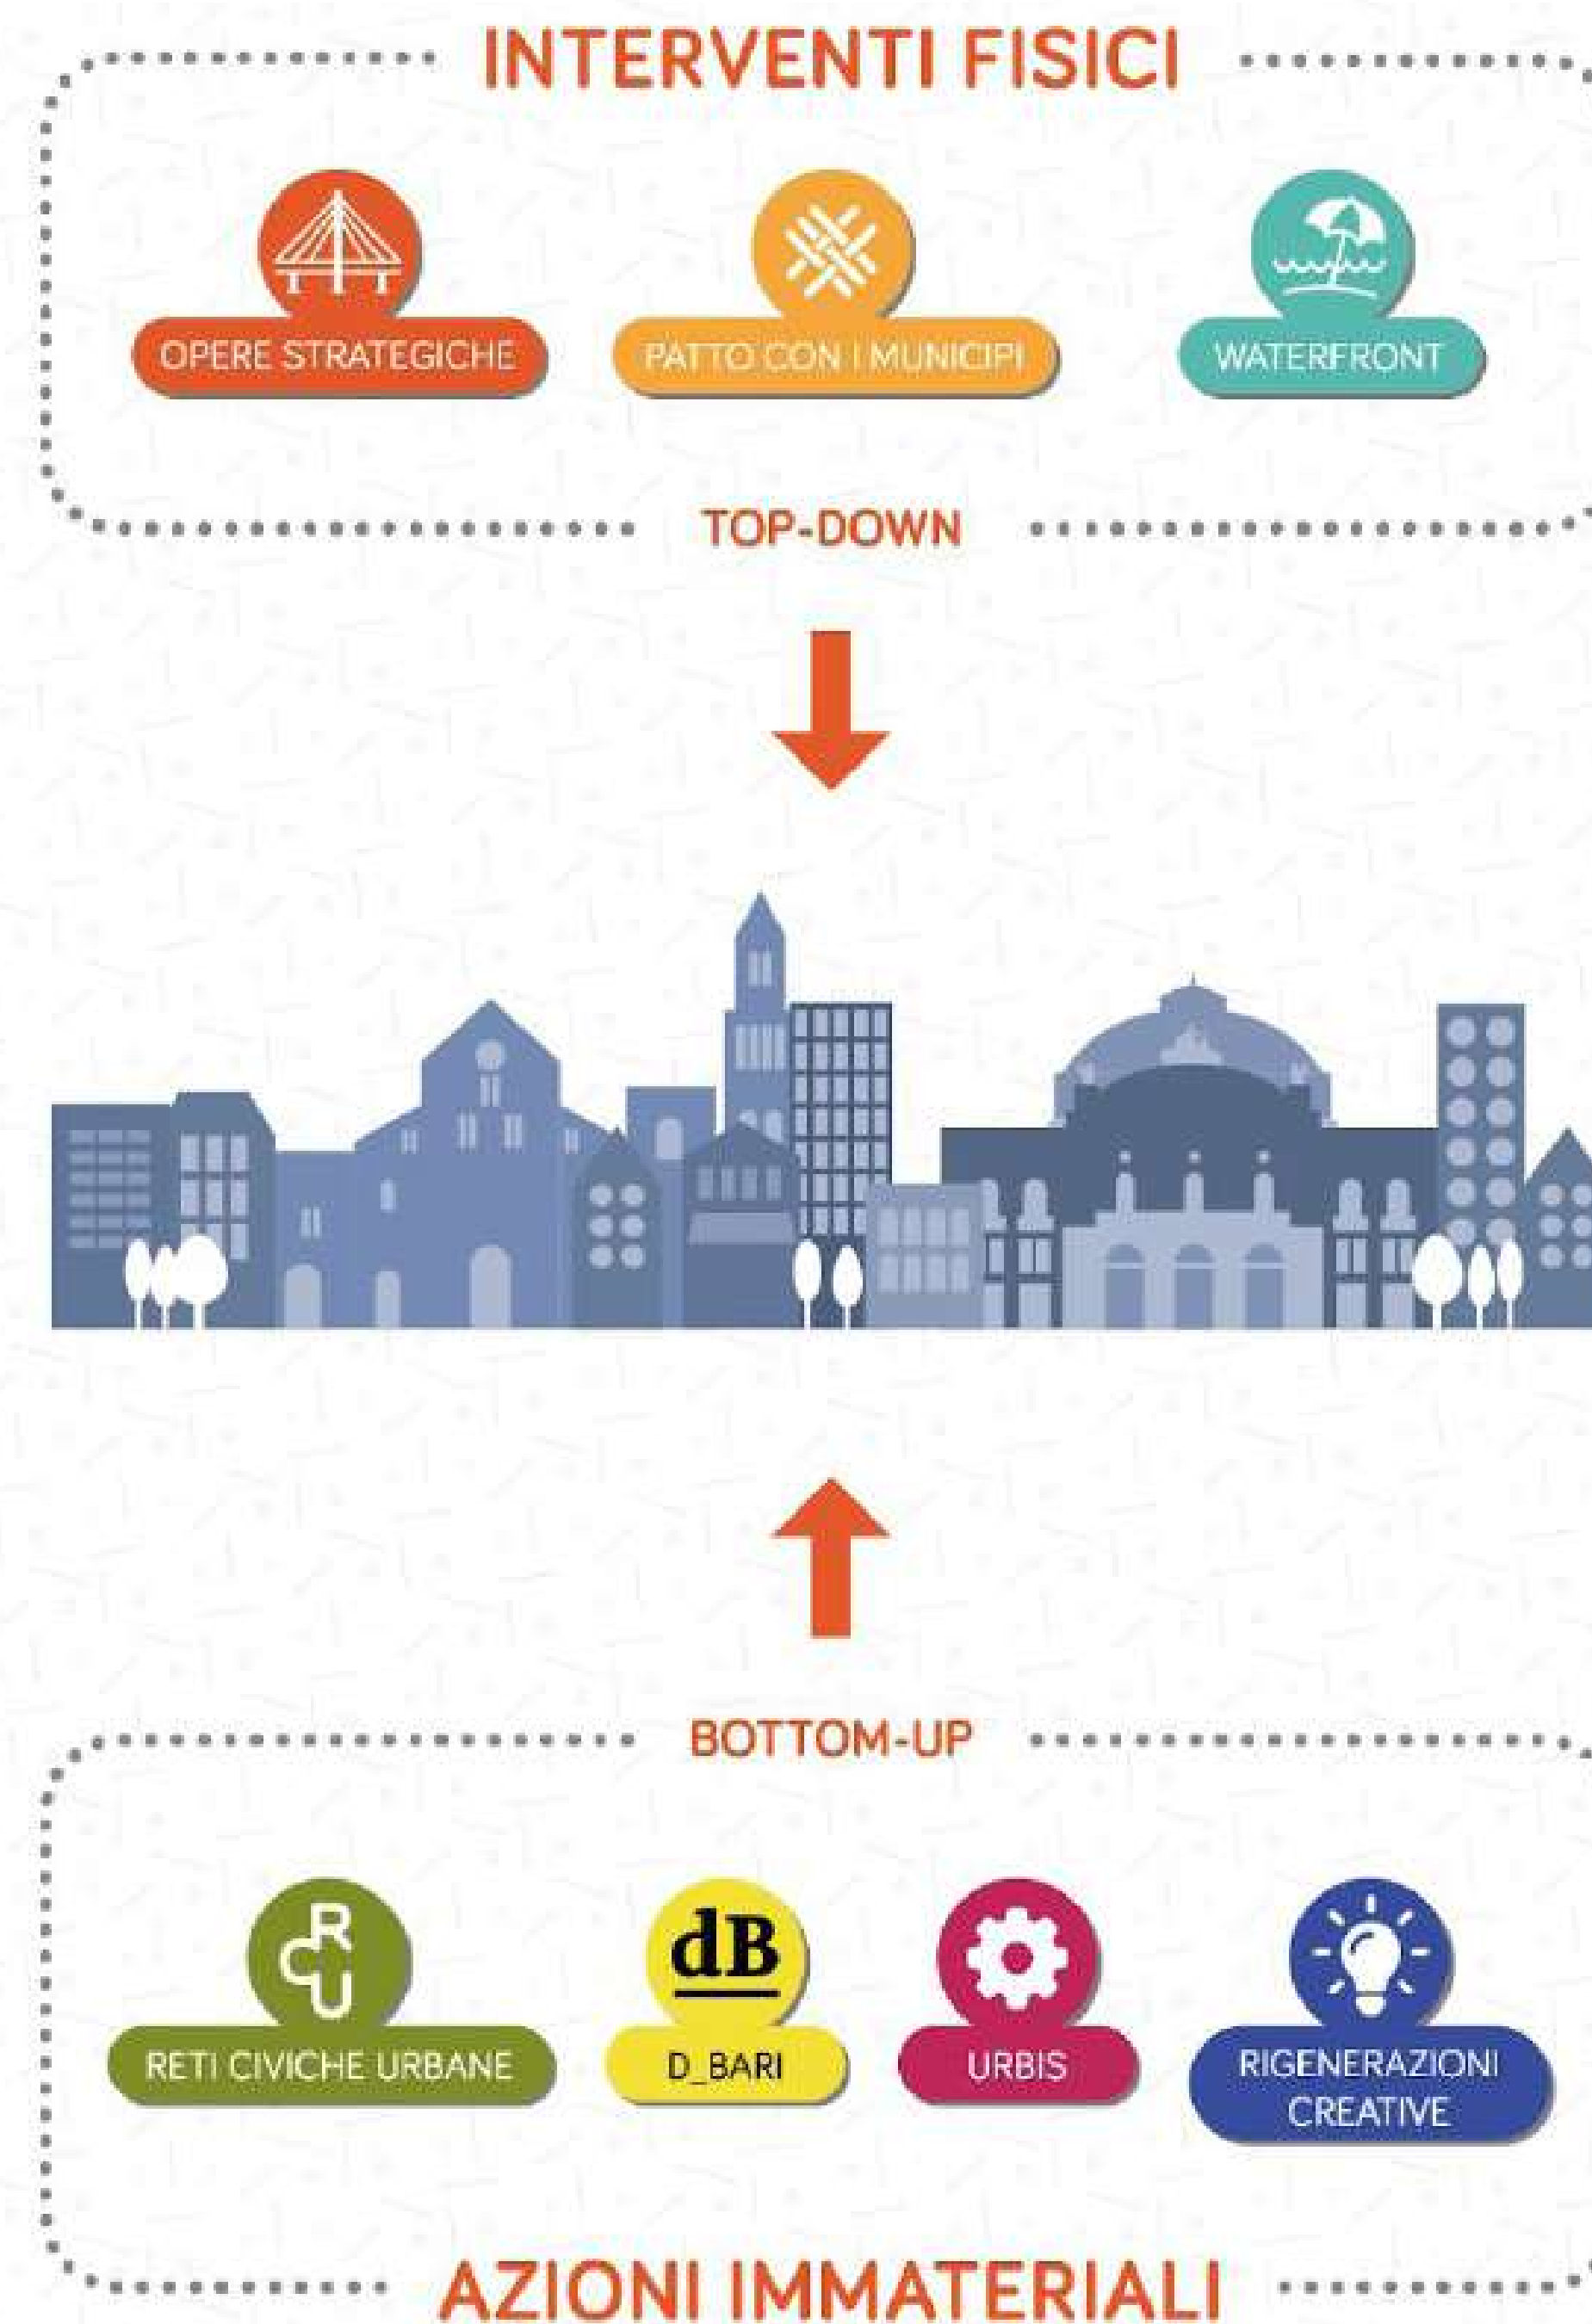 INTERVENTI FISICI
OPERE STRATEGICHE
PATTO CON I MUNICIPI
WATERFRONT
TOP-DOWN
BOTTOM-UP
R
C
U
dB
RETI CIVICHE URBANE
D_BARI
URBIS
RIGENERAZIONI
CREATIVE
AZIONI IMMATERIALI